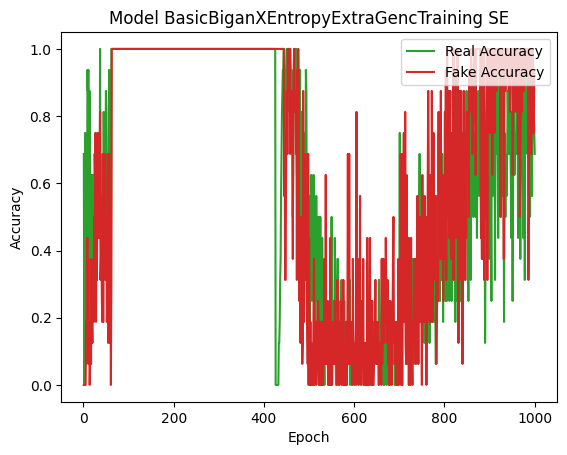 Model BasicBiganXEntropyExtraGencTraining SE
Real Accuracy
Fake Accuracy
Accuracy
1.0
0.8
0.6
0.4
0.2
0.0
0
200
400
600
800
1000
Epoch